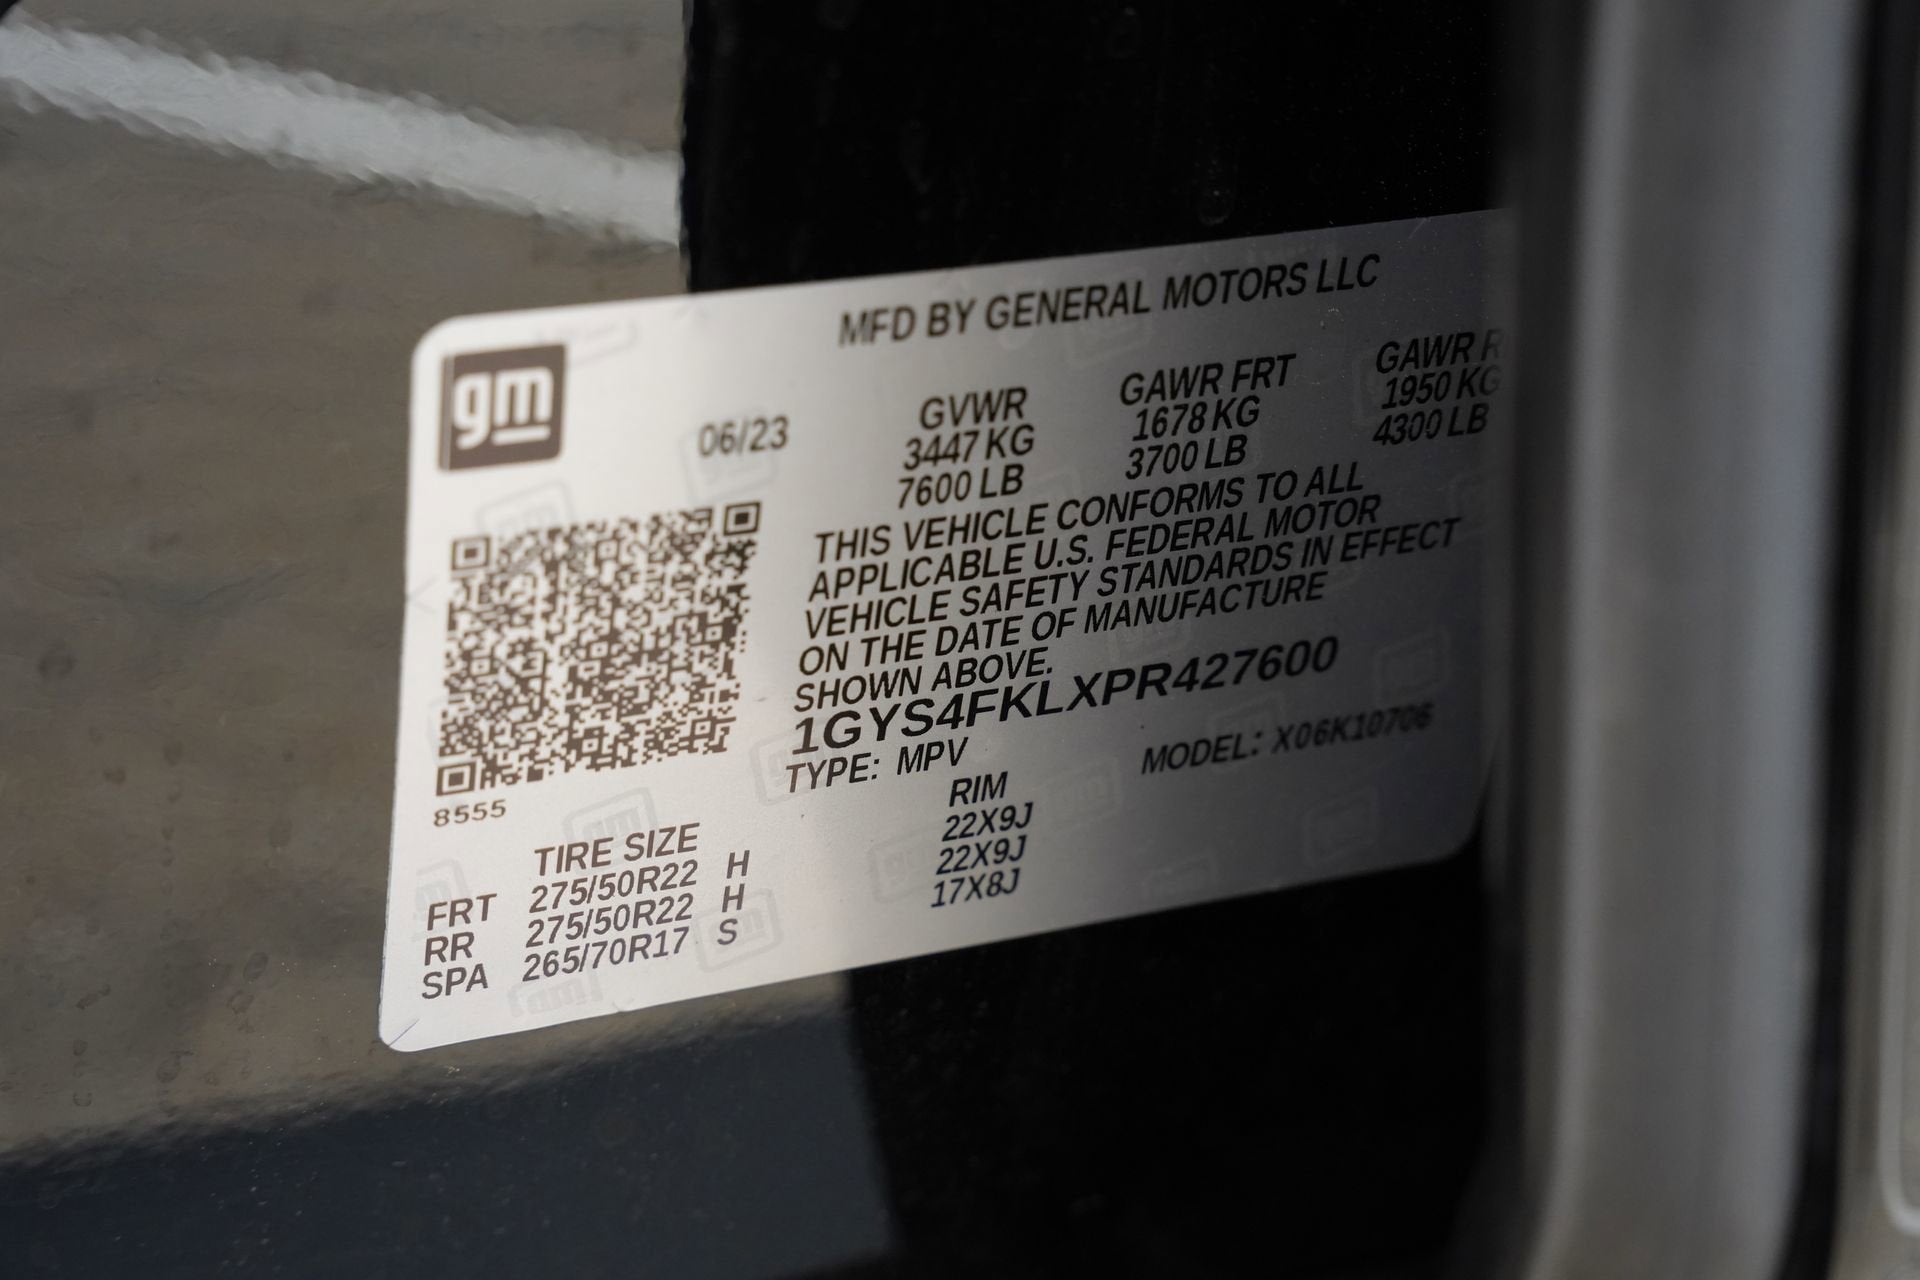 MFD BY GENERAL MOTORS LLC
gm
06/23
GVWR GAWR FRT GAWR R
3447 KG 1678 KG 1950 KG
7600 LB 3700 LB 4300 LB
THIS VEHICLE CONFORMS TO ALL
APPLICABLE U.S. FEDERAL MOTOR
VEHICLE SAFETY STANDARDS IN EFFECT
ON THE DATE OF MANUFACTURE
SHOWN ABOVE.
1GYS4FKLXPR427600
TYPE: MPV MODEL: X06K10706
8555
TIRE SIZE RIM
FRT 275/50R22 H 22X9J
RR 275/50R22 H 22X9J
SPA 265/70R17 S 17X8J